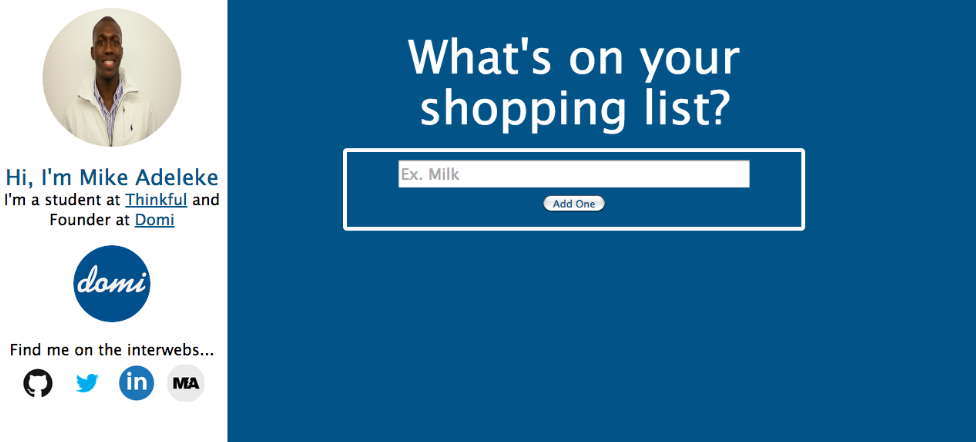 Hi, I'm Mike Adeleke
I'm a student at Thinkful and
Founder at Domi
domi
Find me on the interwebs...
in
MA
What's on your
shopping list?
Ex. Milk
Add One